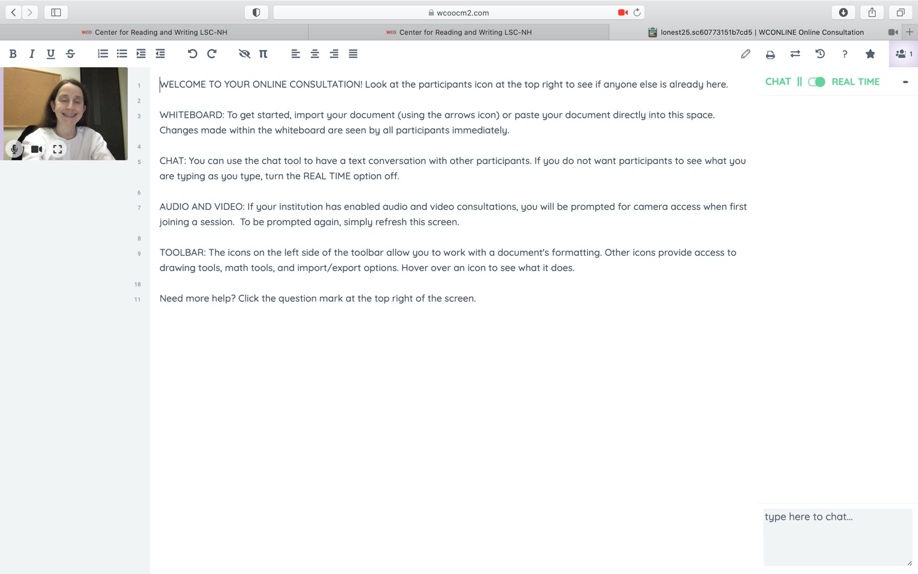 wcoocm2.com
Center for Reading and Writing LSC-NH
Center for Reading and Writing LSC-NH
lonest25.sc60773151b7cd5 | WCONLINE Online Consultation
B I U S
π
? 1
1 WELCOME TO YOUR ONLINE CONSULTATION! Look at the participants icon at the top right to see if anyone else is already here.
2
3 WHITEBOARD: To get started, import your document (using the arrows icon) or paste your document directly into this space.
Changes made within the whiteboard are seen by all participants immediately.
4
5 CHAT: You can use the chat tool to have a text conversation with other participants. If you do not want participants to see what you
are typing as you type, turn the REAL TIME option off.
6
7 AUDIO AND VIDEO: If your institution has enabled audio and video consultations, you will be prompted for camera access when first
joining a session.  To be prompted again, simply refresh this screen.
8
9 TOOLBAR: The icons on the left side of the toolbar allow you to work with a document's formatting. Other icons provide access to
drawing tools, math tools, and import/export options. Hover over an icon to see what it does.
10
11 Need more help? Click the question mark at the top right of the screen.
CHAT || REAL TIME -
type here to chat...